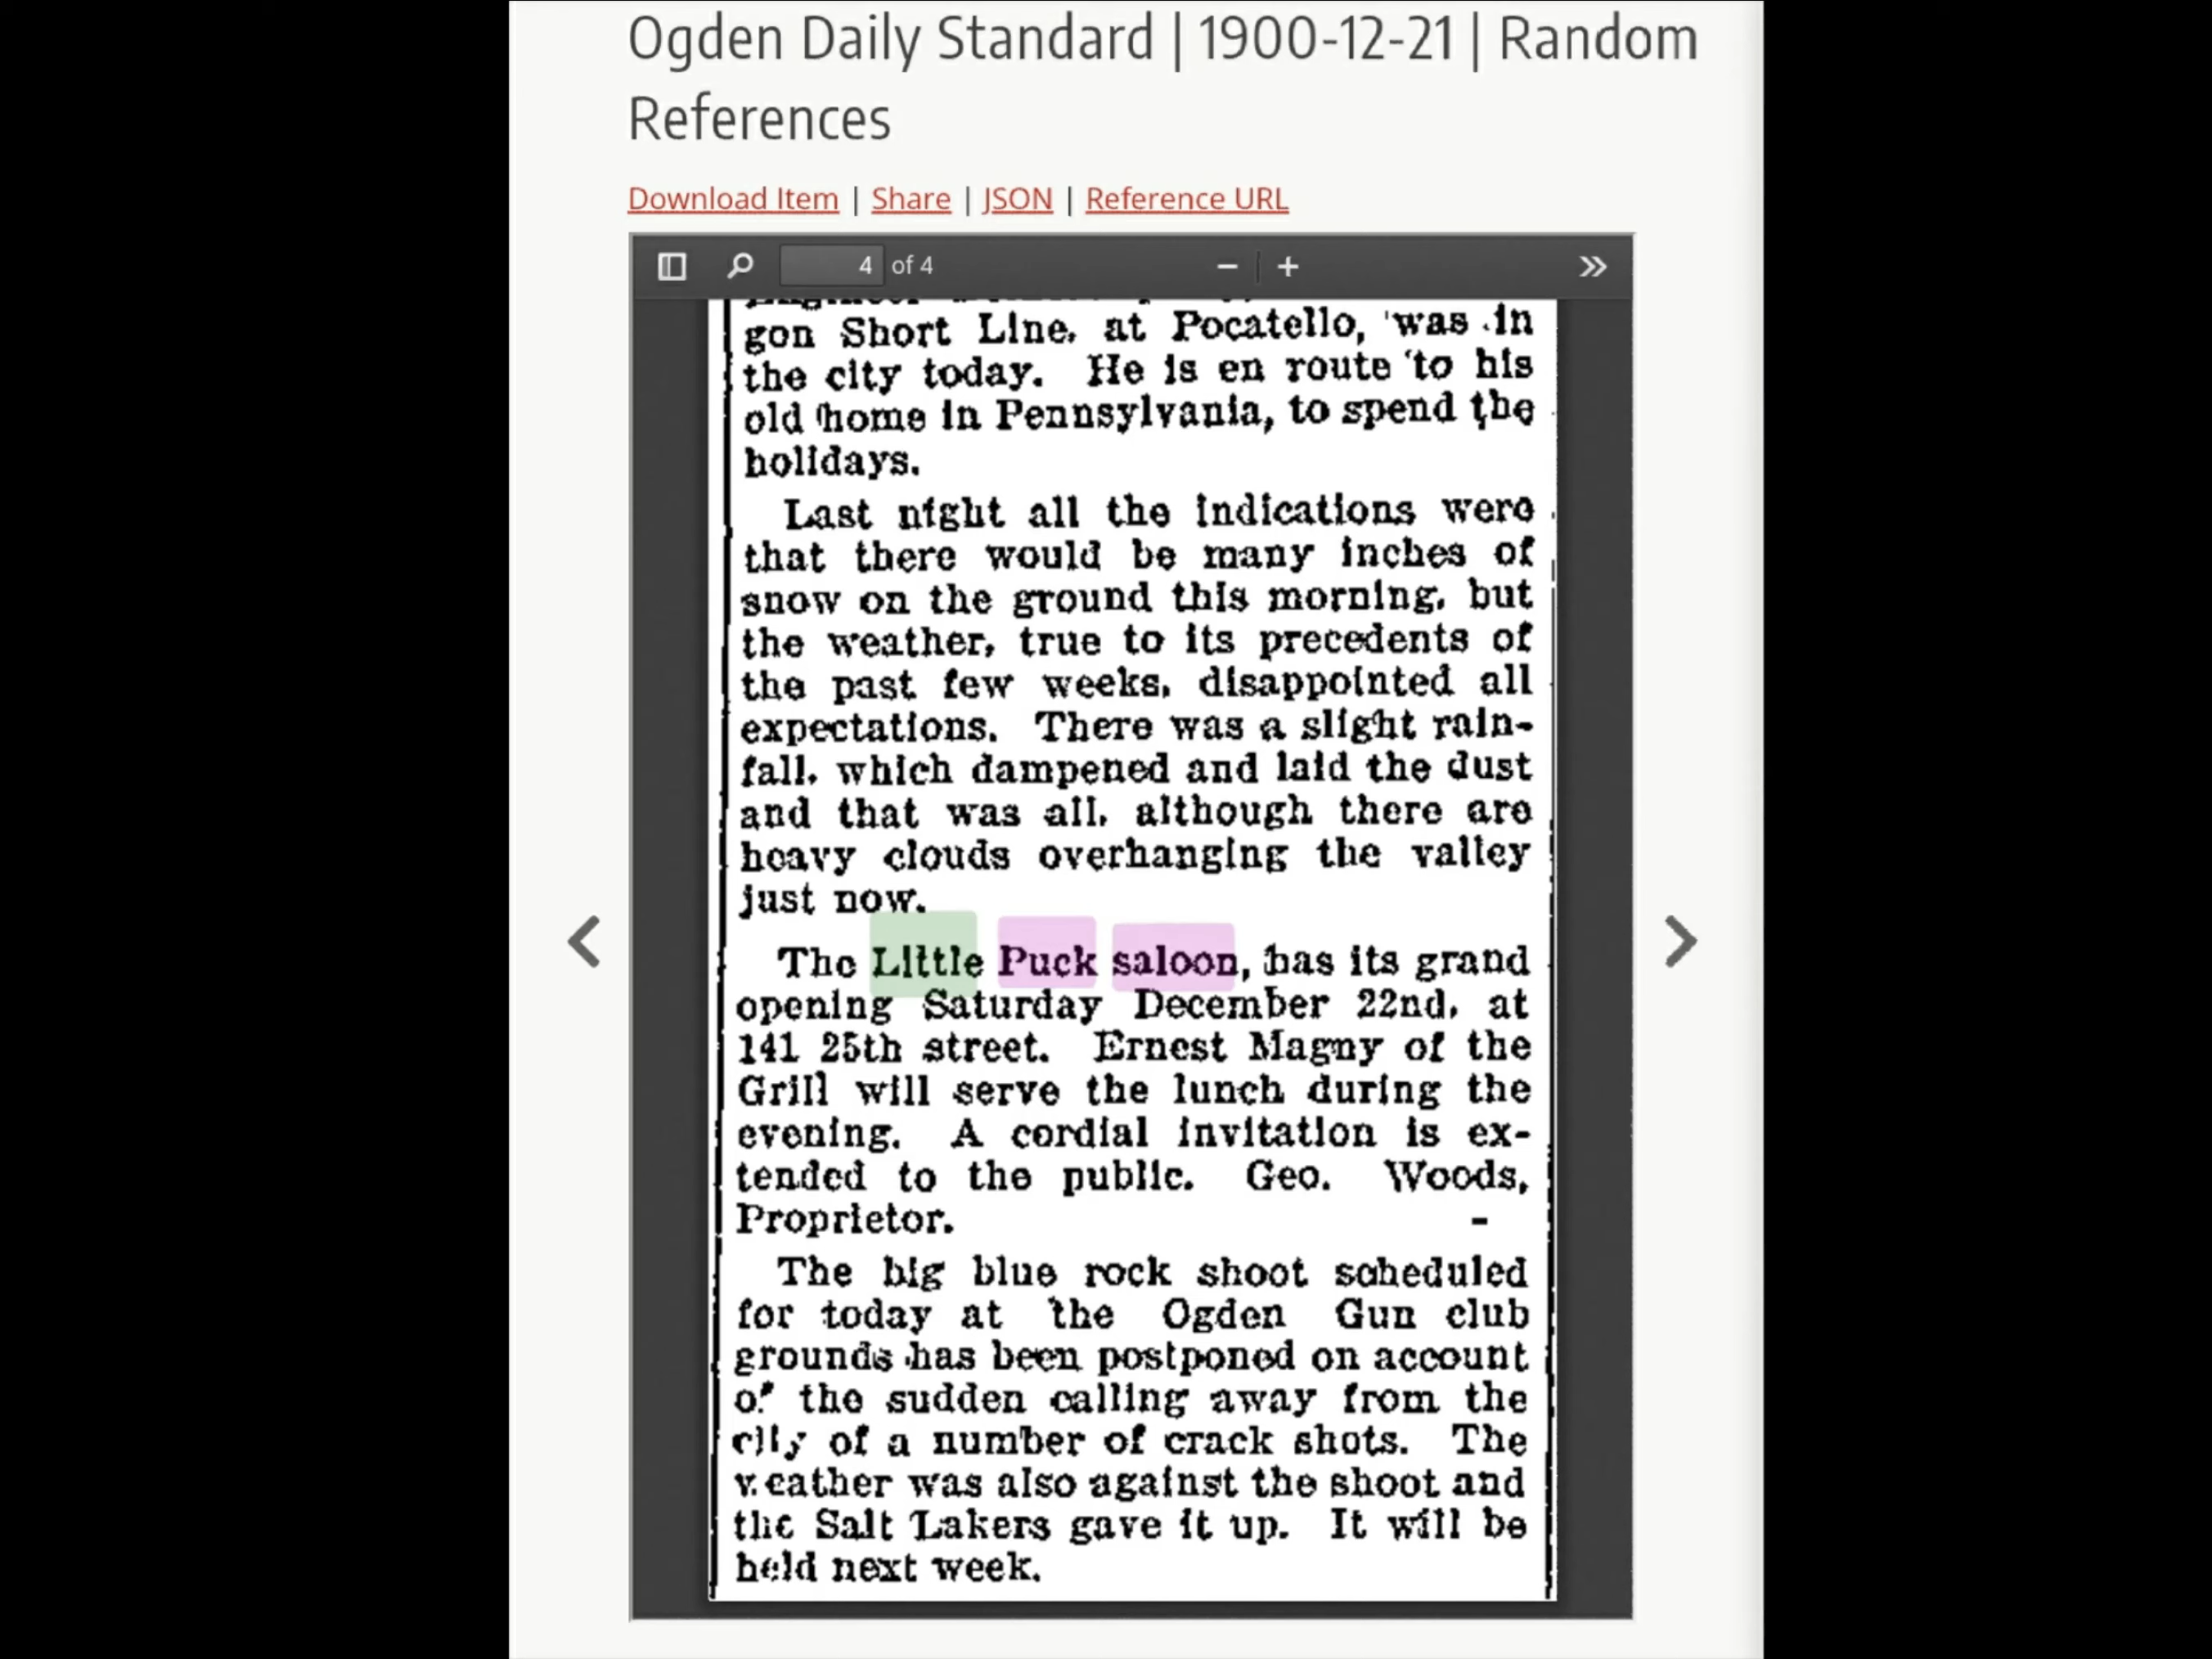 Ogden Daily Standard | 1900-12-21 | Random
References
Download Item | Share | JSON | Reference URL
4 of 4
gon Short Line, at Pocatello, was in
the city today. He is en route to his
old home in Pennsylvania, to spend the
holidays.
Last night all the indications were
that there would be many inches of
snow on the ground this morning, but
the weather, true to its precedents of
the past few weeks, disappointed all
expectations. There was a slight rain-
fall, which dampened and laid the dust
and that was all, although there are
heavy clouds overhanging the valley
just now.
The Little Puck saloon, has its grand
opening Saturday December 22nd, at
141 25th street. Ernest Magny of the
Grill will serve the lunch during the
evening. A cordial invitation is ex-
tended to the public. Geo. Woods,
Proprietor. -
The big blue rock shoot scheduled
for today at the Ogden Gun club
grounds has been postponed on account
of the sudden calling away from the
city of a number of crack shots. The
weather was also against the shoot and
the Salt Lakers gave it up. It will be
held next week.